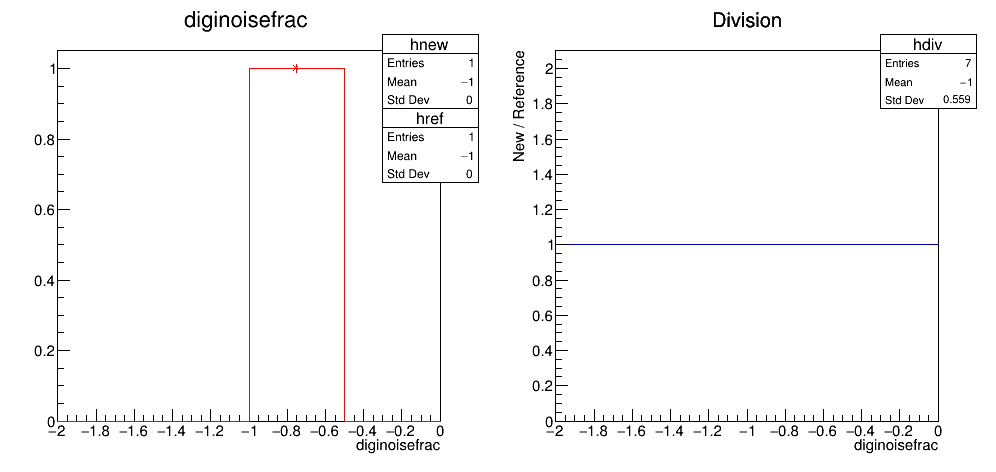 diginoisefrac
hnew
Entries 1
Mean −1
Std Dev 0
href
Entries 1
Mean −1
Std Dev 0
1
0.8
0.6
0.4
0.2
0
−2 −1.8 −1.6 −1.4 −1.2 −1 −0.8 −0.6 −0.4 −0.2 0
diginoisefrac
Division
hdiv
Entries 7
Mean −1
Std Dev 0.559
New / Reference
2
1.8
1.6
1.4
1.2
1
0.8
0.6
0.4
0.2
0
−2 −1.8 −1.6 −1.4 −1.2 −1 −0.8 −0.6 −0.4 −0.2 0
diginoisefrac